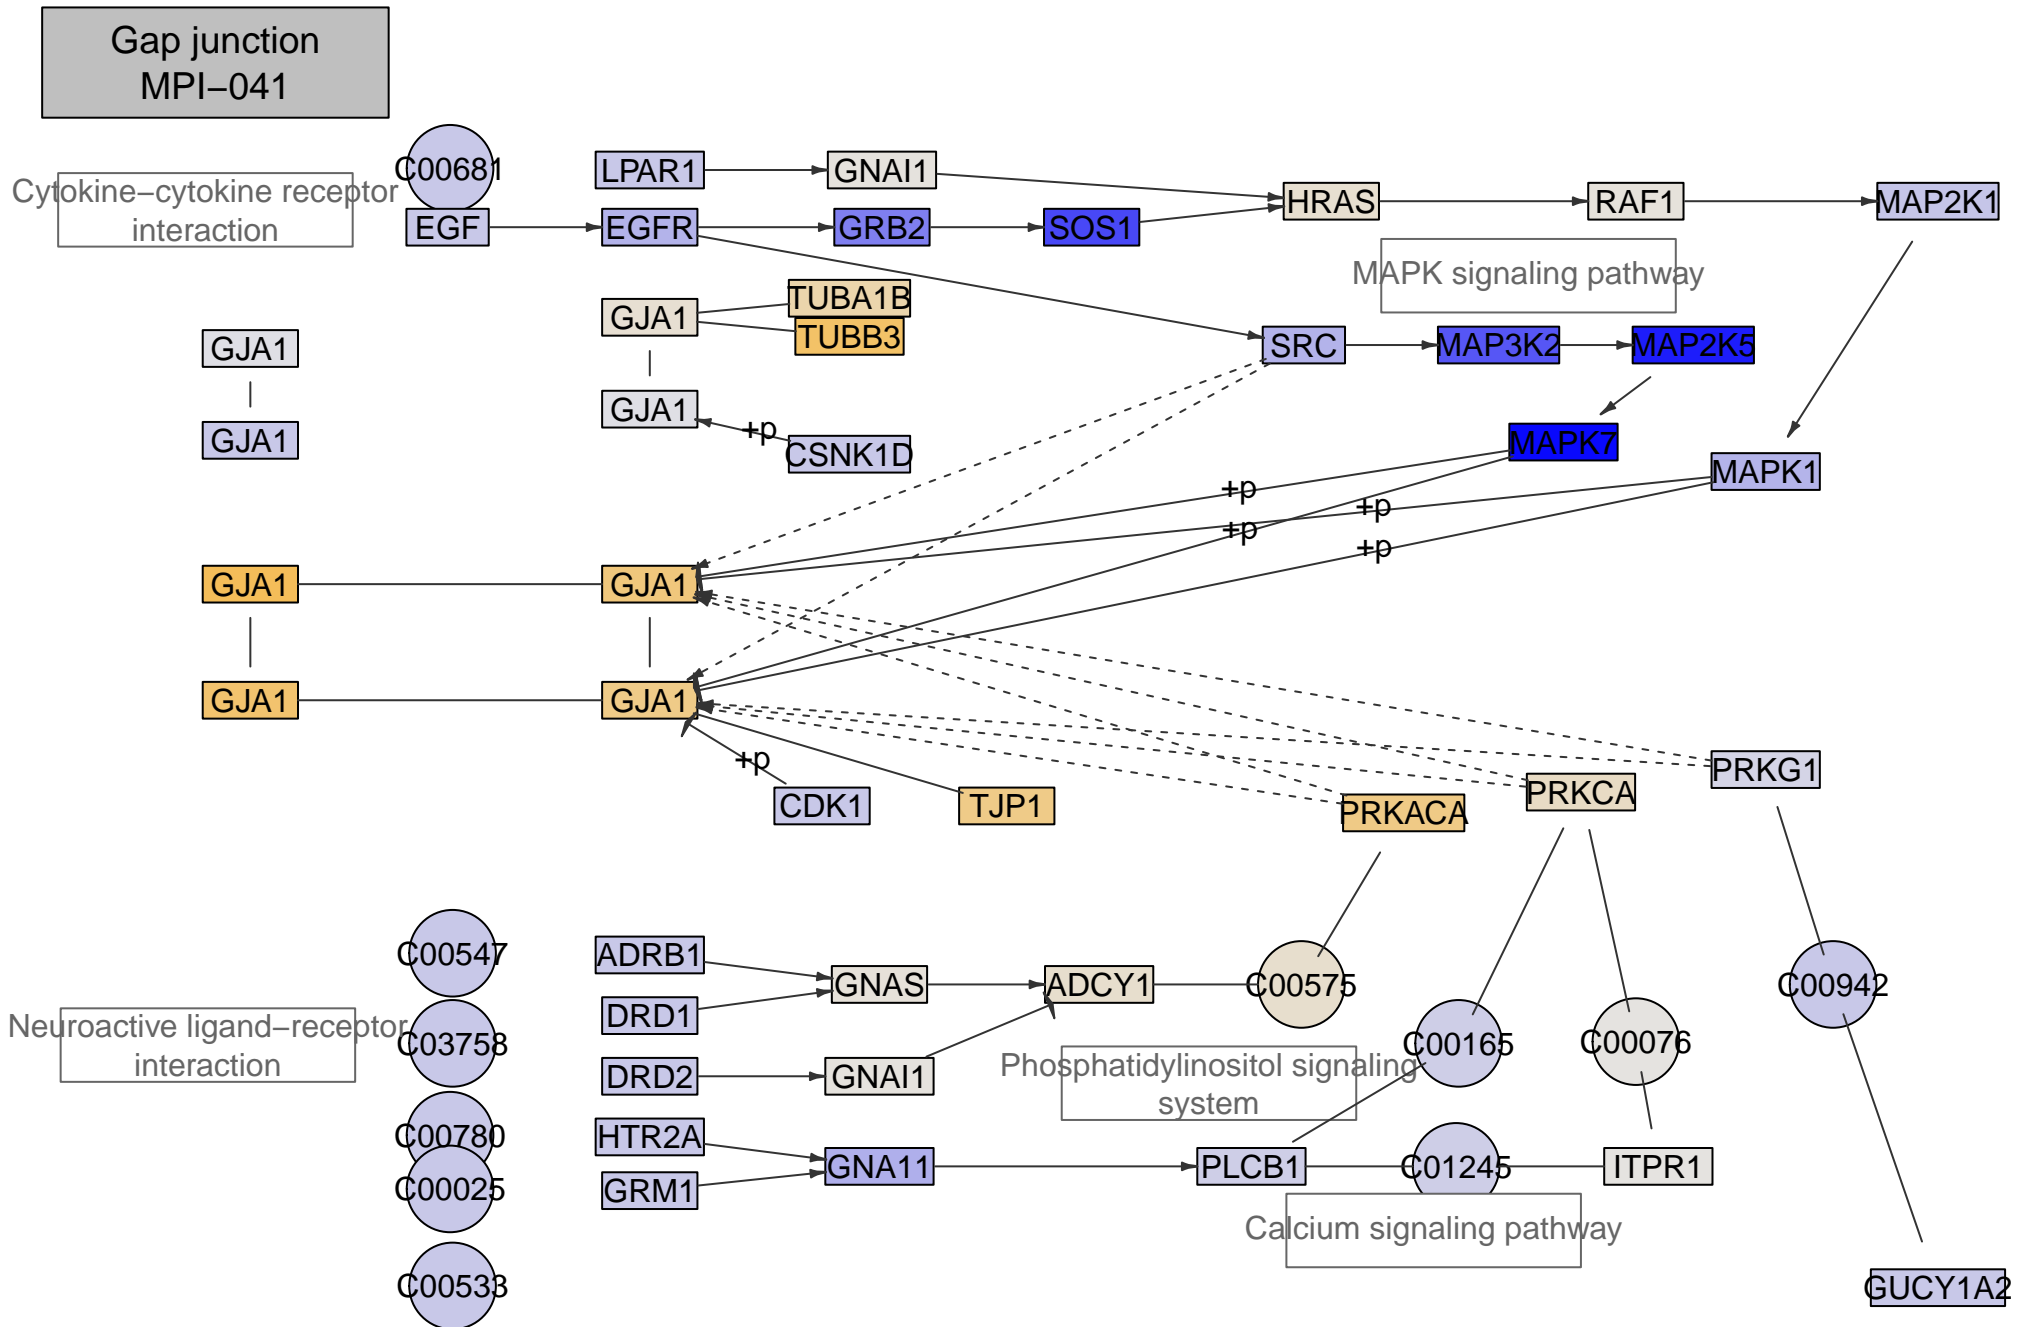 Gap junction
MPI−041
C00681
LPAR1
GNAI1
Cytokine−cytokine receptor
interaction
HRAS
RAF1
MAP2K1
EGF
EGFR
GRB2
SOS1
MAPK signaling pathway
TUBA1B
GJA1
TUBB3
GJA1
SRC
MAP3K2
MAP2K5
GJA1
+p
GJA1
CSNK1D
MAPK7
MAPK1
+p
+p
+p
+p
GJA1
GJA1
GJA1
GJA1
+p
CDK1
TJP1
PRKACA
PRKCA
PRKG1
C00547
ADRB1
GNAS
ADCY1
C00575
C00942
DRD1
Neuroactive ligand−receptor
interaction
C03758
C00165
C00076
DRD2
GNAI1
Phosphatidylinositol signaling
system
C00780
HTR2A
GNA11
PLCB1
C01245
ITPR1
C00025
GRM1
Calcium signaling pathway
C00533
GUCY1A2